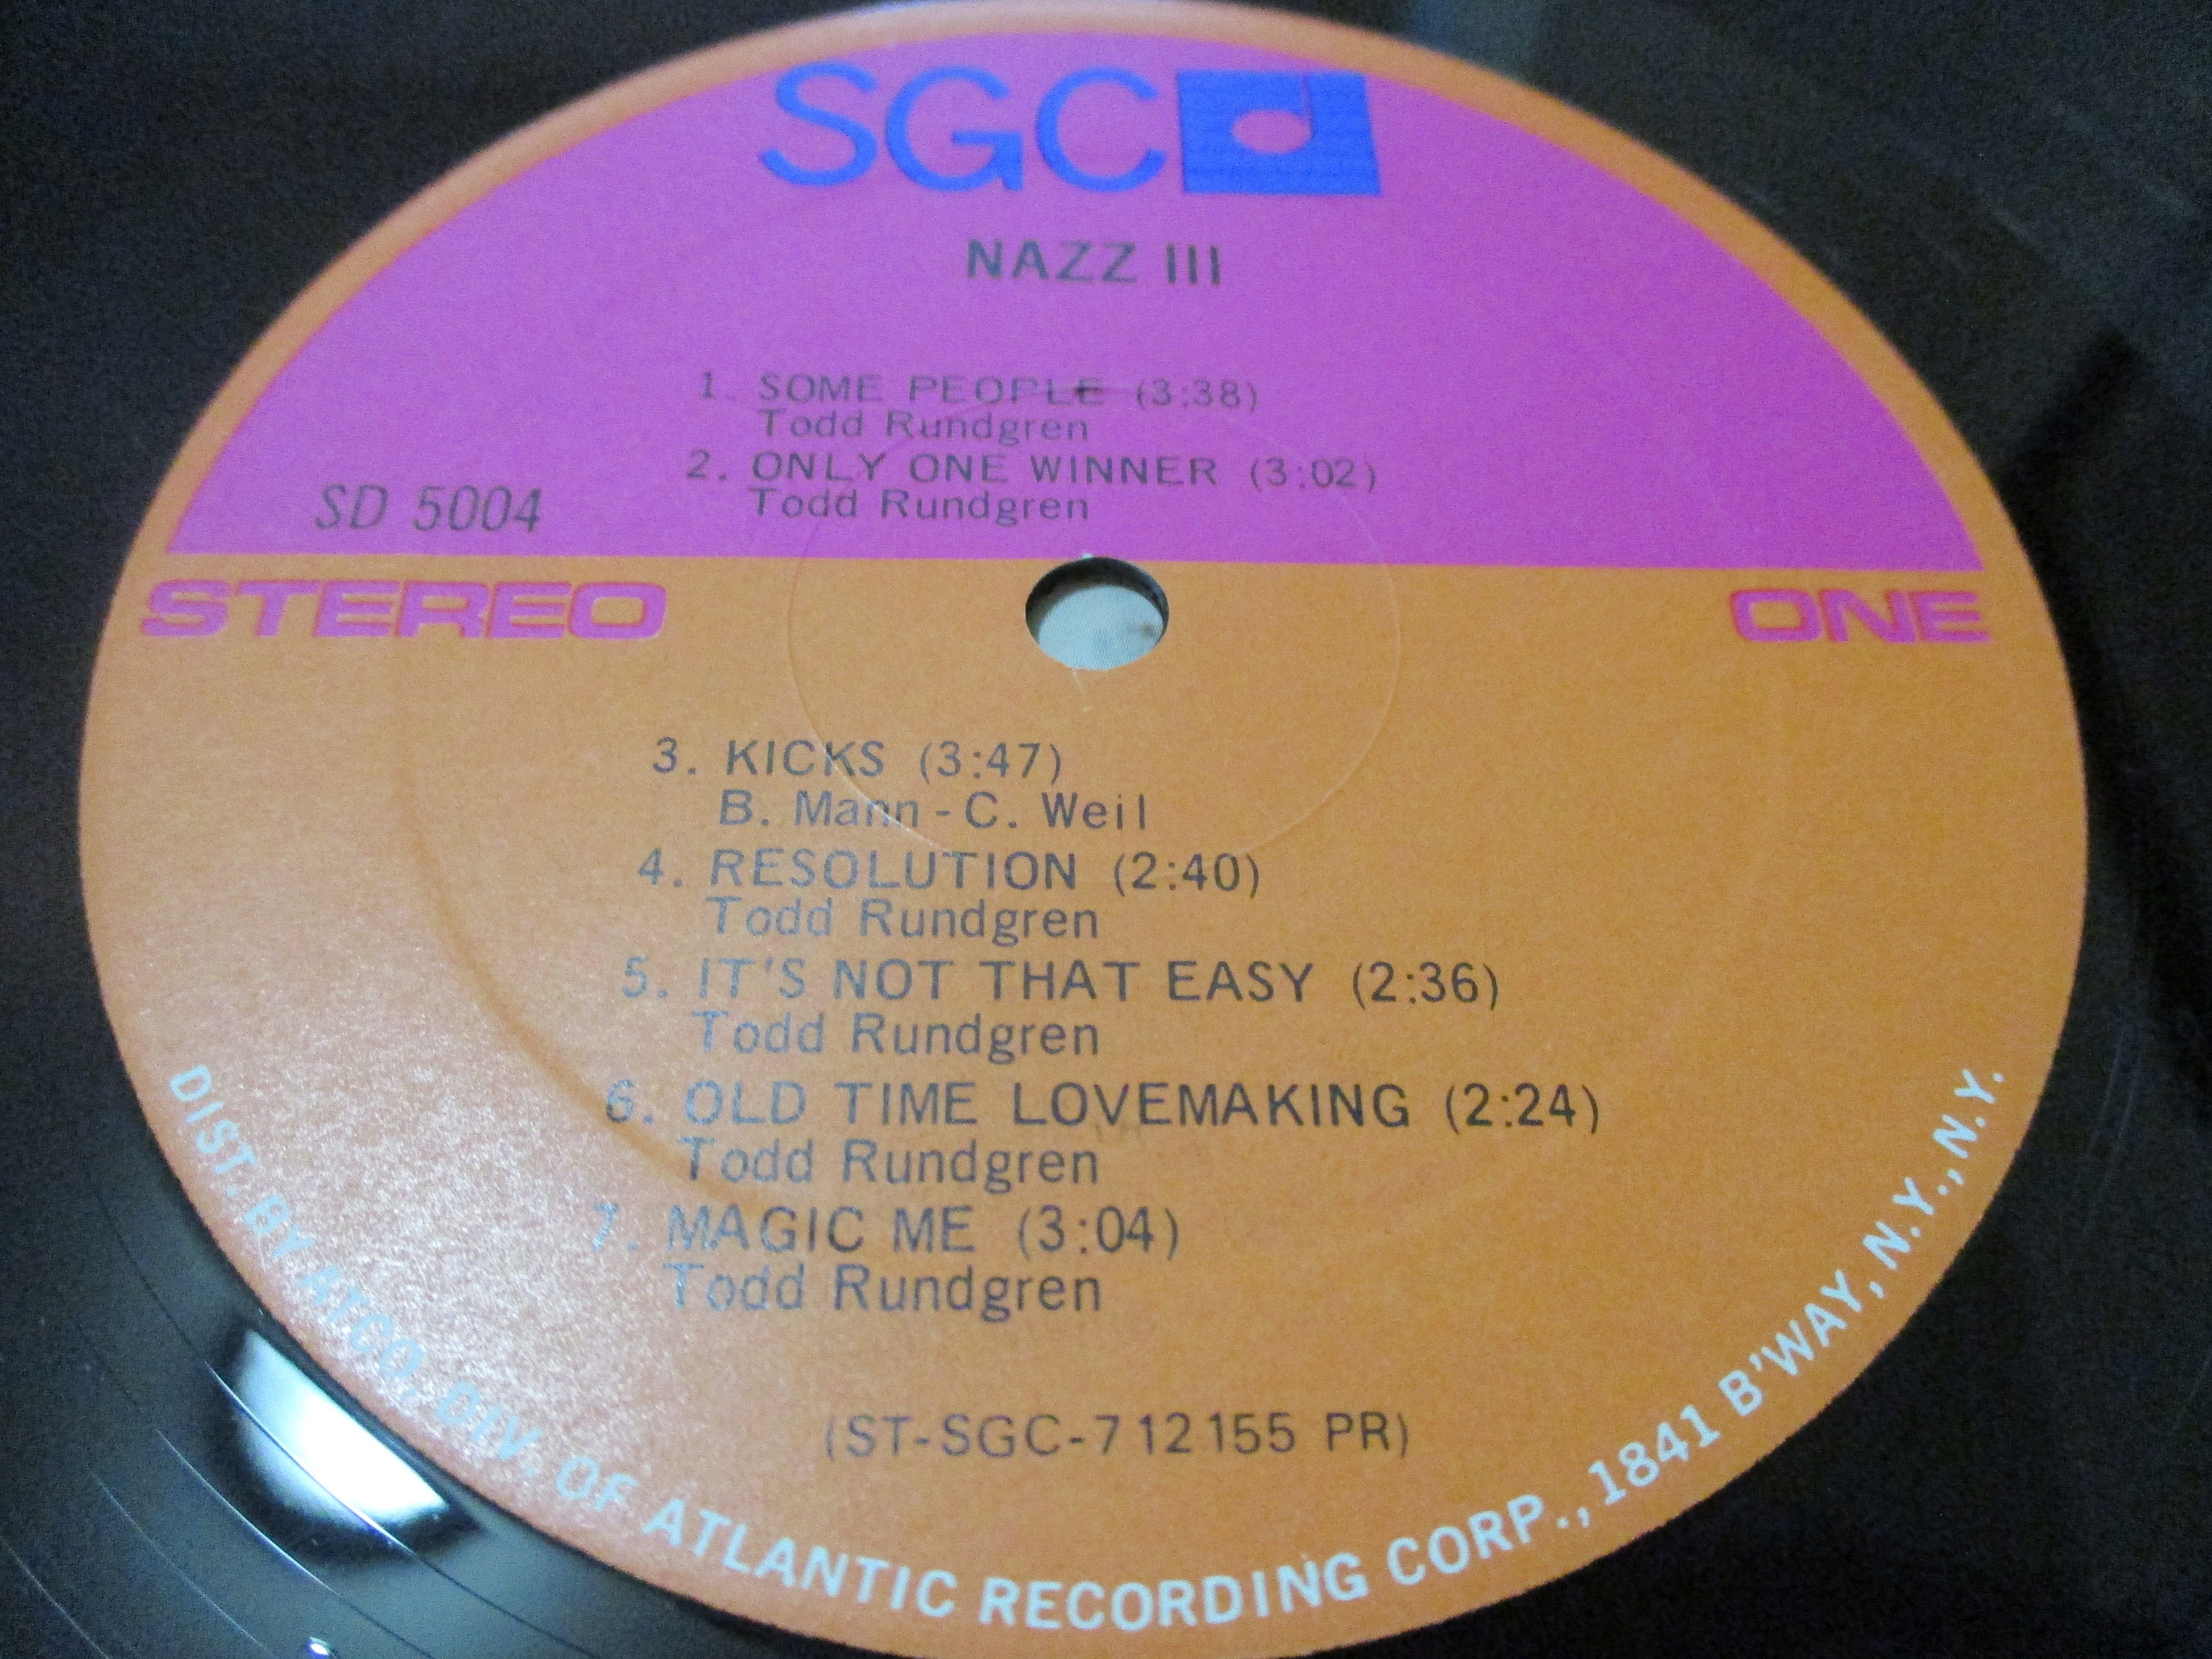 SGC
NAZZ III
1. SOME PEOPLE (3:38)
Todd Rundgren
2. ONLY ONE WINNER (3:02)
Todd Rundgren
SD 5004
STEREO
ONE
3. KICKS (3:47)
B. Mann - C. Weil
4. RESOLUTION (2:40)
Todd Rundgren
5. IT'S NOT THAT EASY (2:36)
Todd Rundgren
6. OLD TIME LOVEMAKING (2:24)
Todd Rundgren
7. MAGIC ME (3:04)
Todd Rundgren
(ST-SGC-712155 PR)
DIST. BY ATCO, DIV. OF ATLANTIC RECORDING CORP., 1841 B'WAY, N.Y., N.Y.